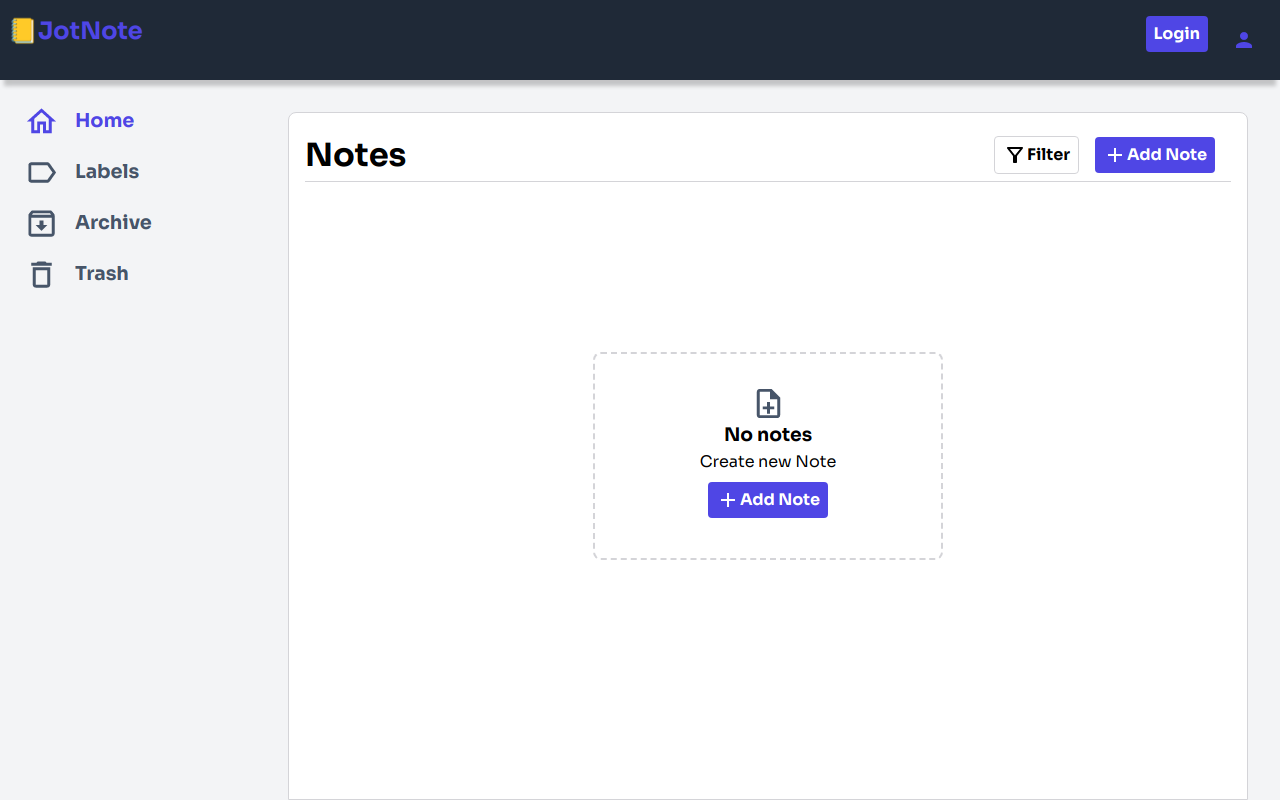 📒JotNote
Login
Home
Labels
Archive
Trash
Notes
Filter
Add Note
No notes
Create new Note
Add Note